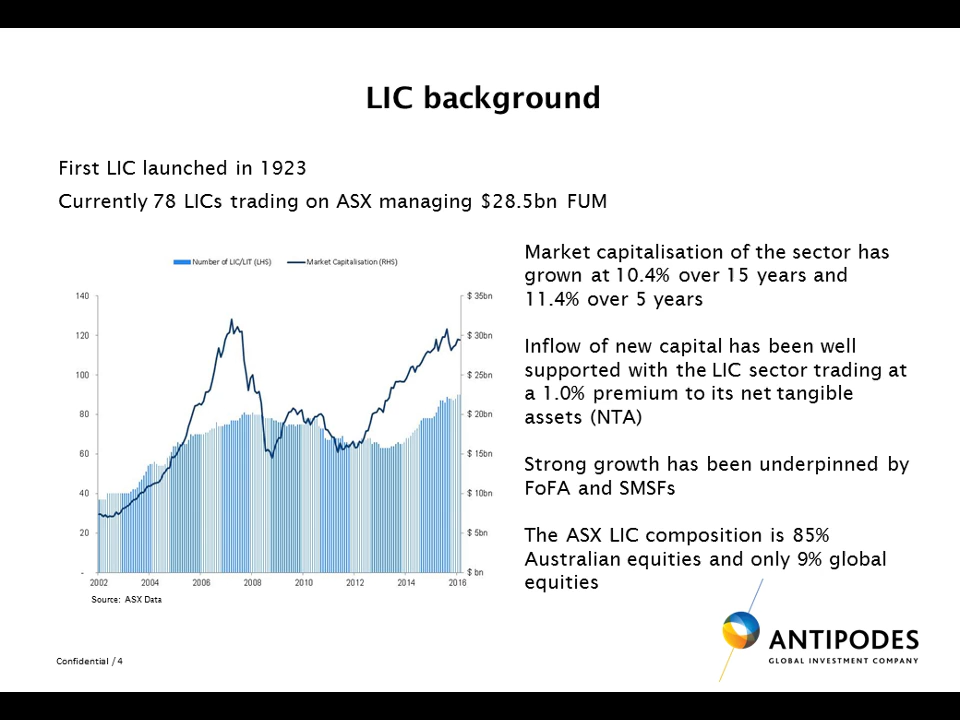 LIC background
First LIC launched in 1923
Currently 78 LICs trading on ASX managing $28.5bn FUM
Number of LIC/LIT (LHS)
Market Capitalisation (RHS)
140
120
100
80
60
40
20
-
$ 35bn
$ 30bn
$ 25bn
$ 20bn
$ 15bn
$ 10bn
$ 5bn
$ bn
2002 2004 2006 2008 2010 2012 2014 2016
Source: ASX Data
Market capitalisation of the sector has
grown at 10.4% over 15 years and
11.4% over 5 years
Inflow of new capital has been well
supported with the LIC sector trading at
a 1.0% premium to its net tangible
assets (NTA)
Strong growth has been underpinned by
FoFA and SMSFs
The ASX LIC composition is 85%
Australian equities and only 9% global
equities
Confidential / 4
ANTIPODES
GLOBAL INVESTMENT COMPANY